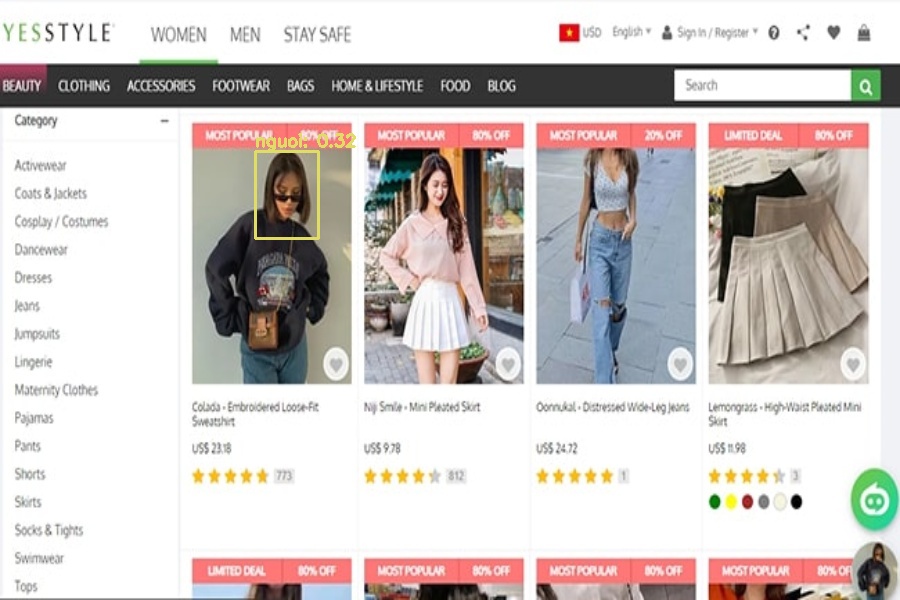 YESSTYLE
WOMEN MEN STAY SAFE
USD English Sign In / Register
BEAUTY CLOTHING ACCESSORIES FOOTWEAR BAGS HOME & LIFESTYLE FOOD BLOG
Search
Category
Activewear
Coats & Jackets
Cosplay / Costumes
Dancewear
Dresses
Jeans
Jumpsuits
Lingerie
Maternity Clothes
Pajamas
Pants
Shorts
Skirts
Socks & Tights
Swimwear
Tops
MOST POPULAR 80% OFF
nguoi: 0.32
Colada - Embroidered Loose-Fit
Sweatshirt
US$ 23.18
773
MOST POPULAR 80% OFF
Niji Smile - Mini Pleated Skirt
US$ 9.78
812
MOST POPULAR 20% OFF
Oonnukal - Distressed Wide-Leg Jeans
US$ 24.72
1
LIMITED DEAL 80% OFF
Lemongrass - High-Waist Pleated Mini
Skirt
US$ 11.98
3
LIMITED DEAL 80% OFF
MOST POPULAR 80% OFF
MOST POPULAR 80% OFF
MOST POPULAR 80% OFF